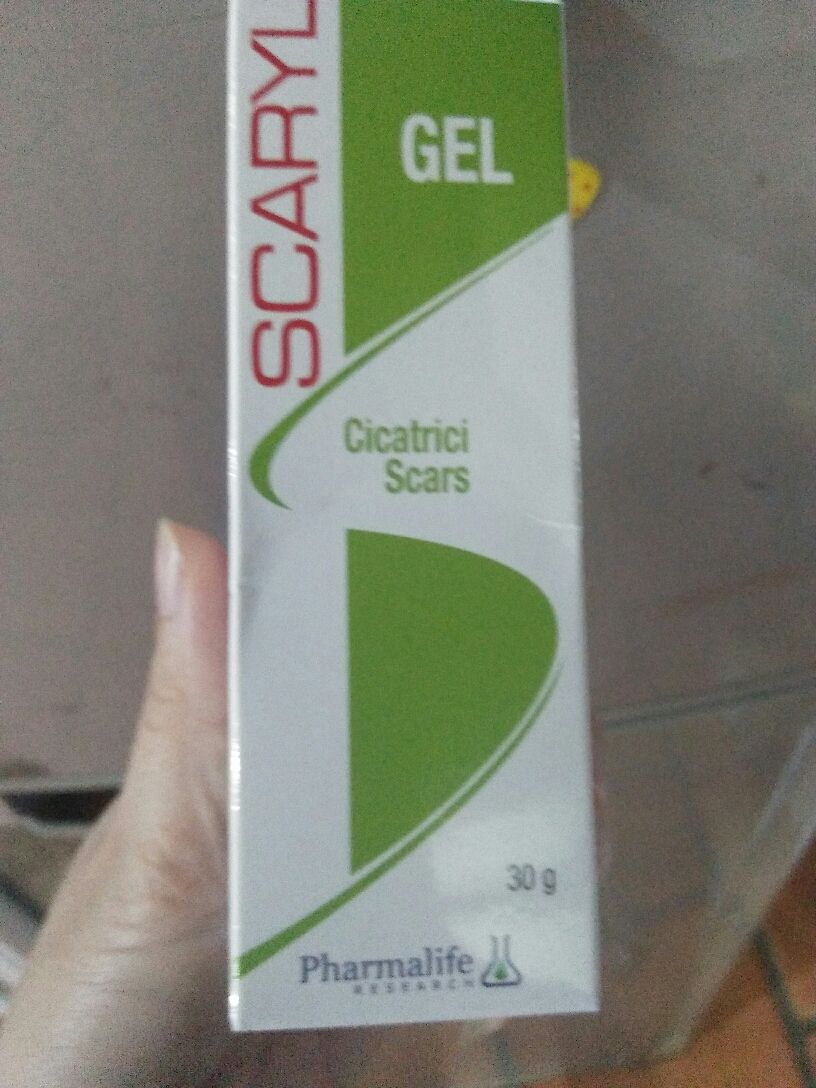 SCARYL
GEL
Cicatrici
Scars
30 g
Pharmalife
RESEARCH